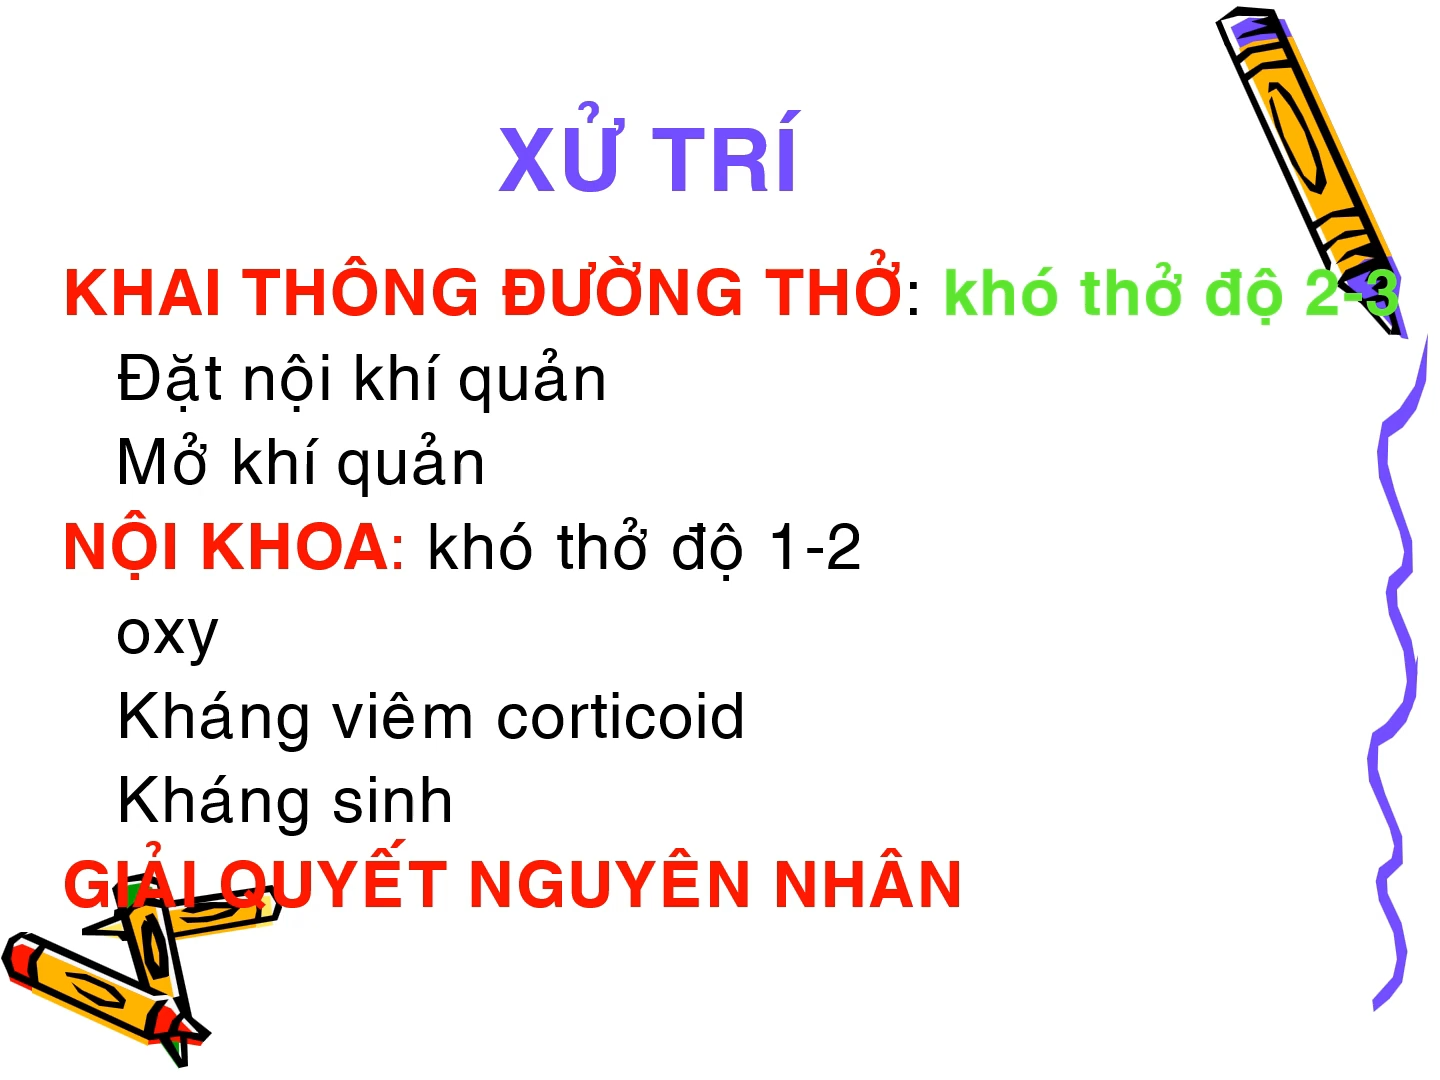 XỬ TRÍ
KHAI THÔNG ĐƯỜNG THỞ: khó thở độ 2-3
Đặt nội khí quản
Mở khí quản
NỘI KHOA: khó thở độ 1-2
oxy
Kháng viêm corticoid
Kháng sinh
GIẢI QUYẾT NGUYÊN NHÂN